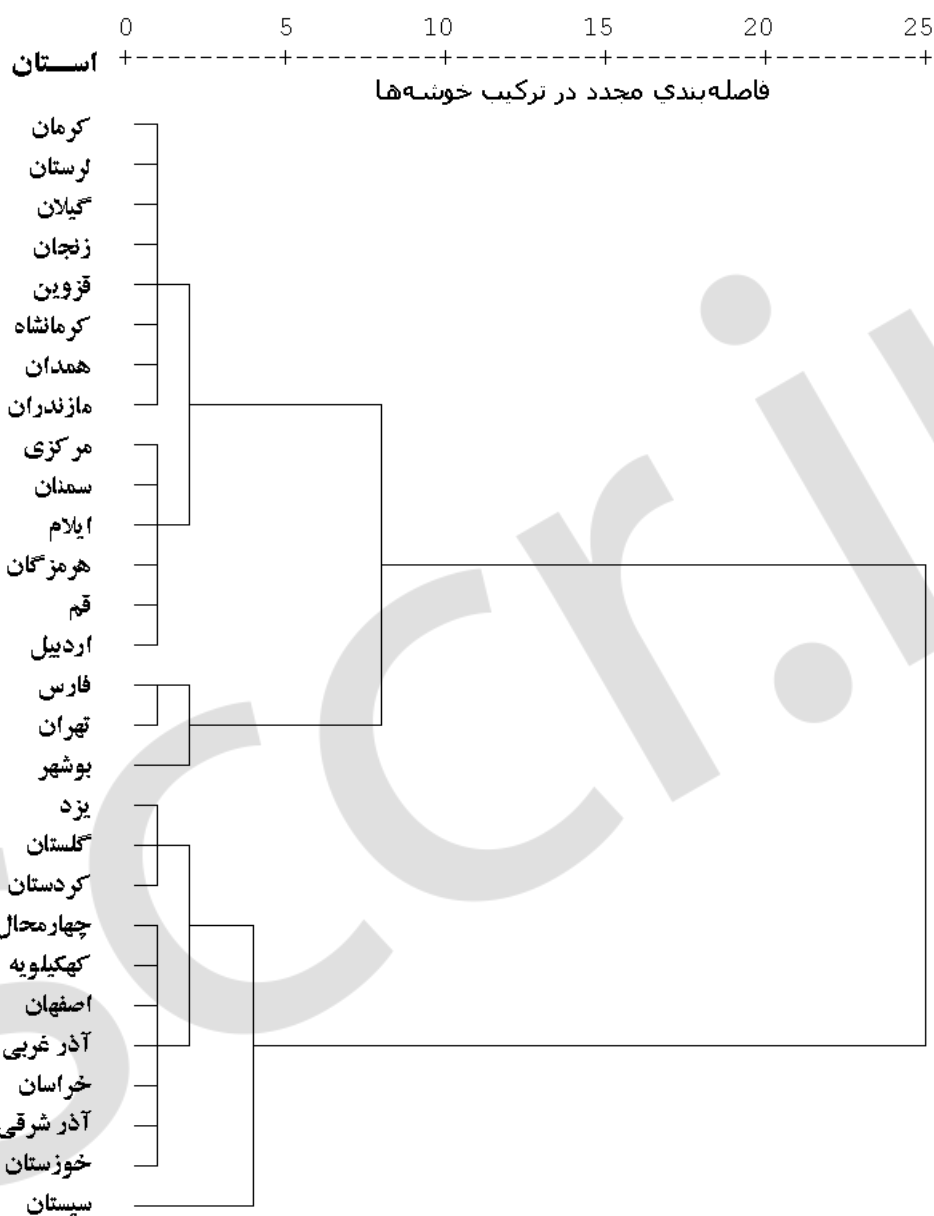 0 5 10 15 20 25
استان
فاصله‌بندي مجدد در تركيب خوشه‌ها
کرمان
لرستان
گیلان
زنجان
قزوین
کرمانشاه
همدان
مازندران
مرکزی
سمنان
ایلام
هرمزگان
قم
اردبیل
فارس
تهران
بوشهر
یزد
گلستان
کردستان
چهارمحال
کهکیلویه
اصفهان
آذر غربی
خراسان
آذر شرقی
خوزستان
سیستان